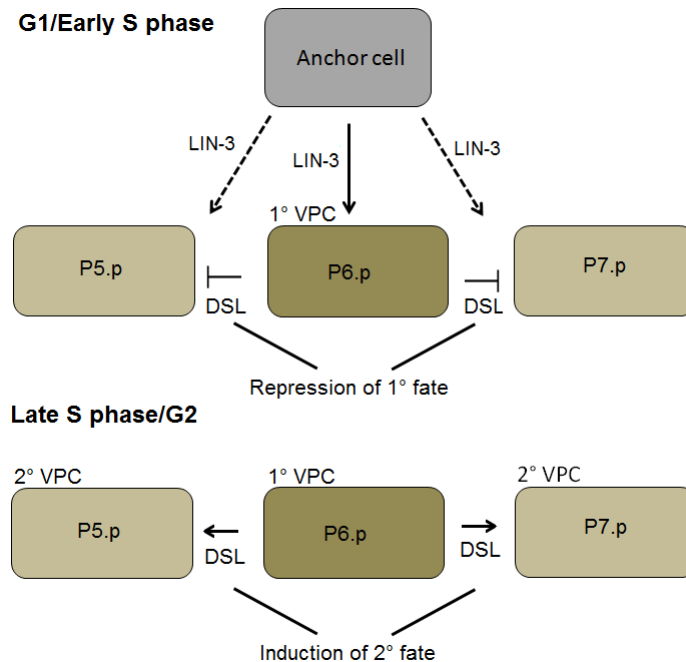 G1/Early S phase
Anchor cell
LIN-3
LIN-3
LIN-3
1° VPC
P5.p
P6.p
P7.p
DSL
DSL
Repression of 1° fate
Late S phase/G2
2° VPC
1° VPC
2° VPC
P5.p
P6.p
P7.p
DSL
DSL
Induction of 2° fate